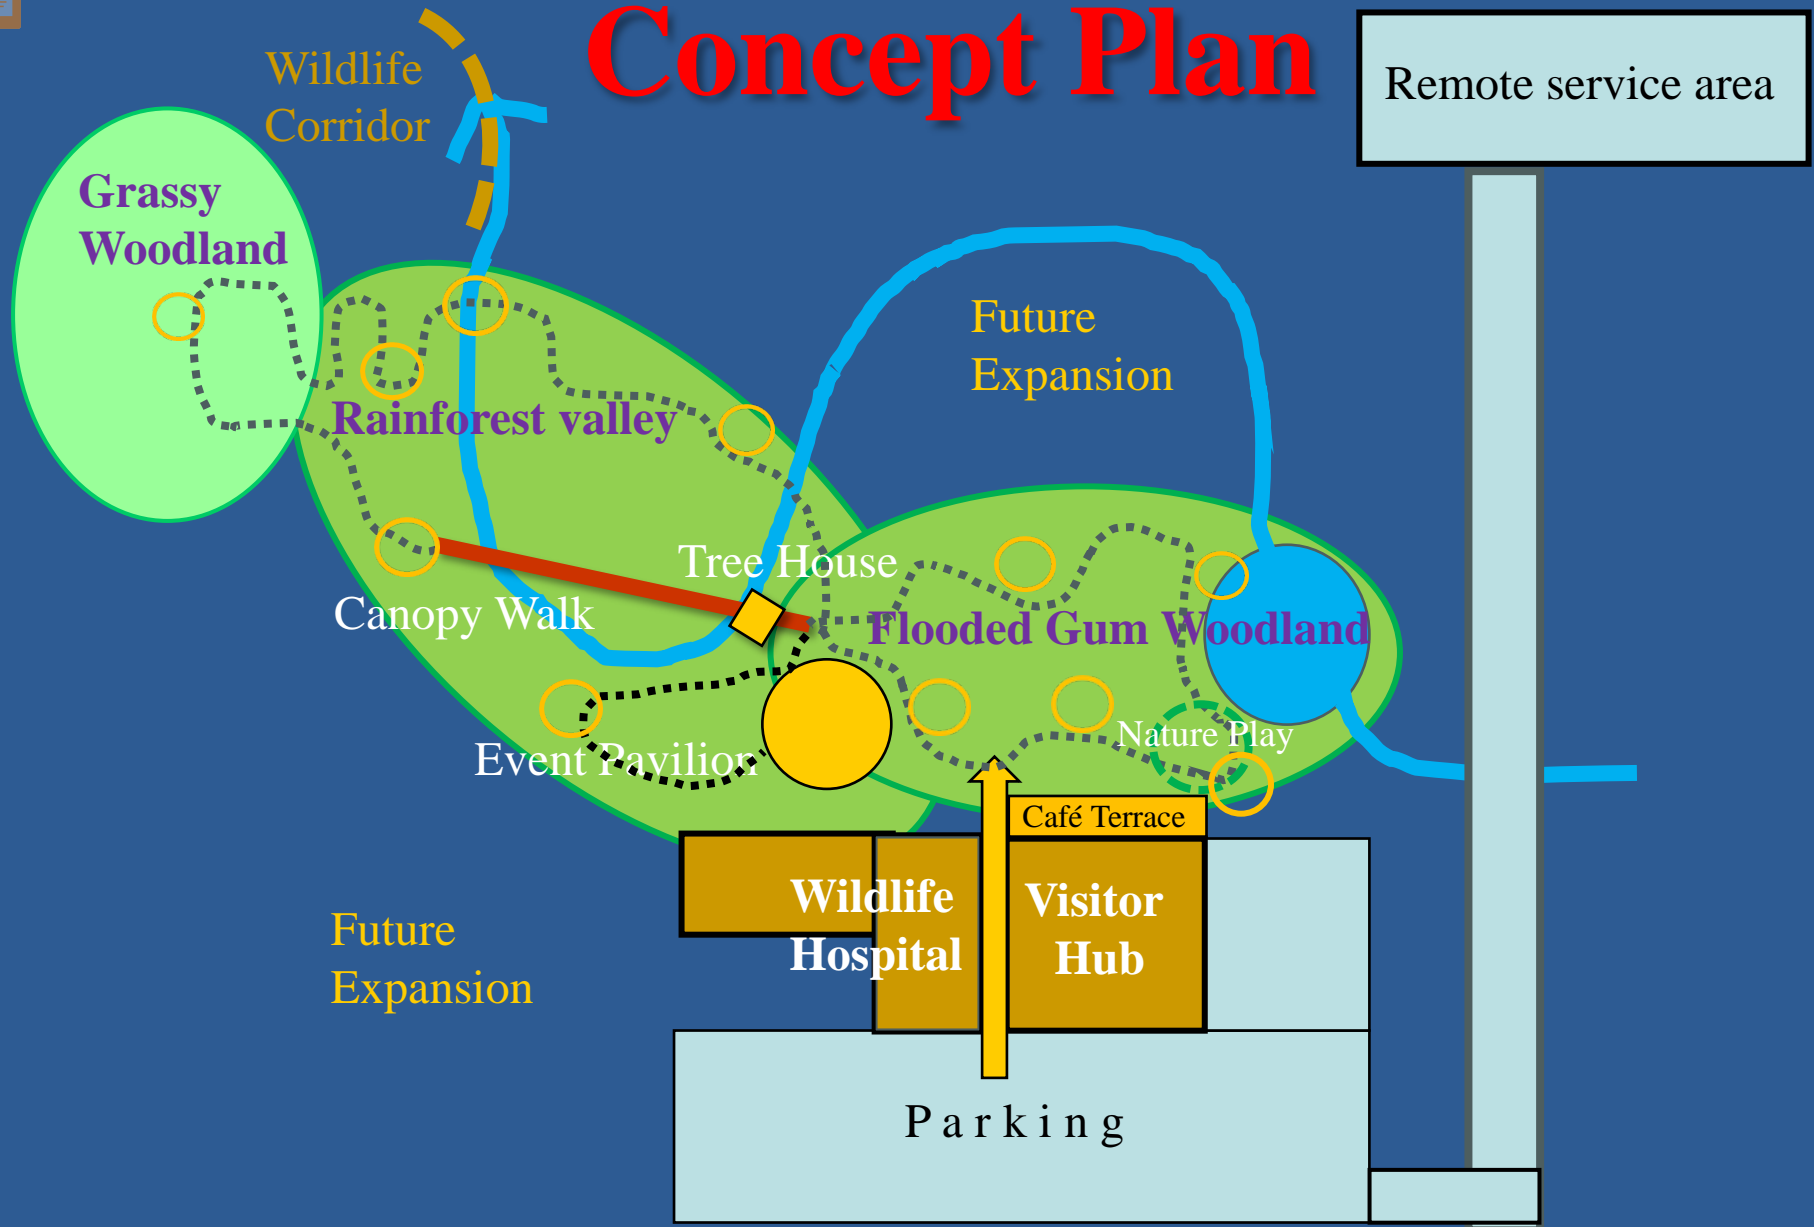 Concept Plan
Wildlife
Corridor
Remote service area
Grassy
Woodland
Future
Expansion
Rainforest valley
Tree House
Canopy Walk
Flooded Gum Woodland
Nature Play
Event Pavilion
Café Terrace
Wildlife
Hospital
Visitor
Hub
Future
Expansion
Parking